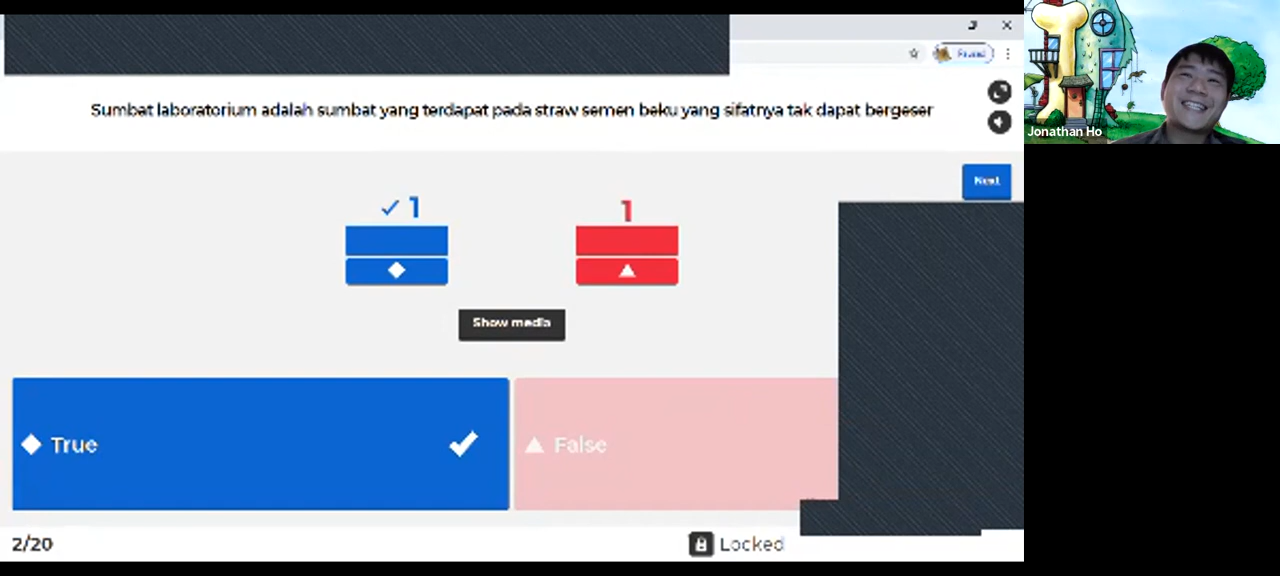 Sumbat laboratorium adalah sumbat yang terdapat pada straw semen beku yang sifatnya tak dapat bergeser
Next
1
1
Show media
True
False
2/20
Locked
Jonathan Ho